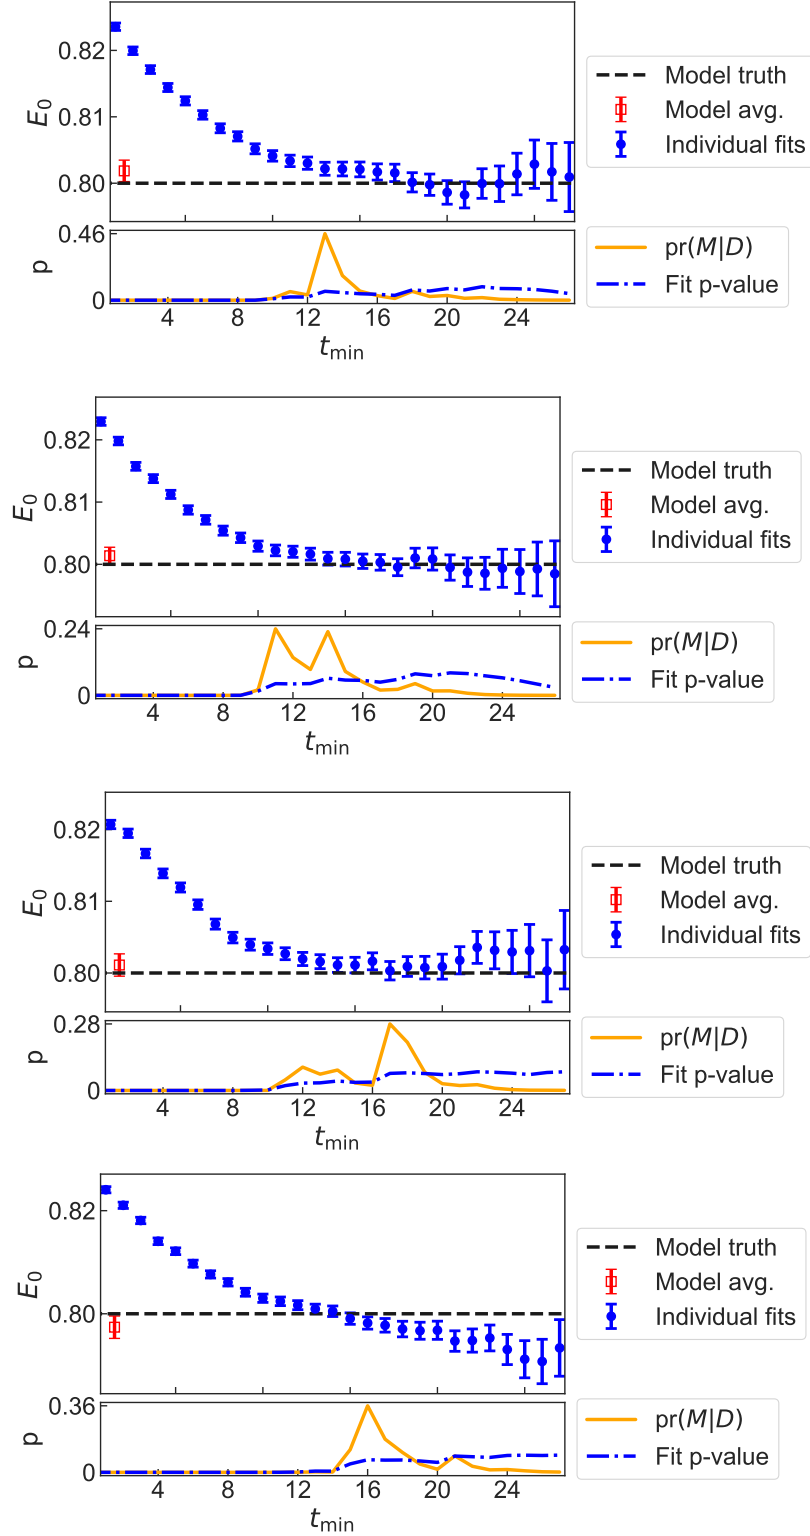 0.82
0.81
0.80
E₀
Model truth
Model avg.
Individual fits
0.46
0
p
4 8 12 16 20 24
t_min
pr(M|D)
Fit p-value
0.82
0.81
0.80
E₀
Model truth
Model avg.
Individual fits
0.24
0
p
4 8 12 16 20 24
t_min
pr(M|D)
Fit p-value
0.82
0.81
0.80
E₀
Model truth
Model avg.
Individual fits
0.28
0
p
4 8 12 16 20 24
t_min
pr(M|D)
Fit p-value
0.82
0.80
E₀
Model truth
Model avg.
Individual fits
0.36
0
p
4 8 12 16 20 24
t_min
pr(M|D)
Fit p-value